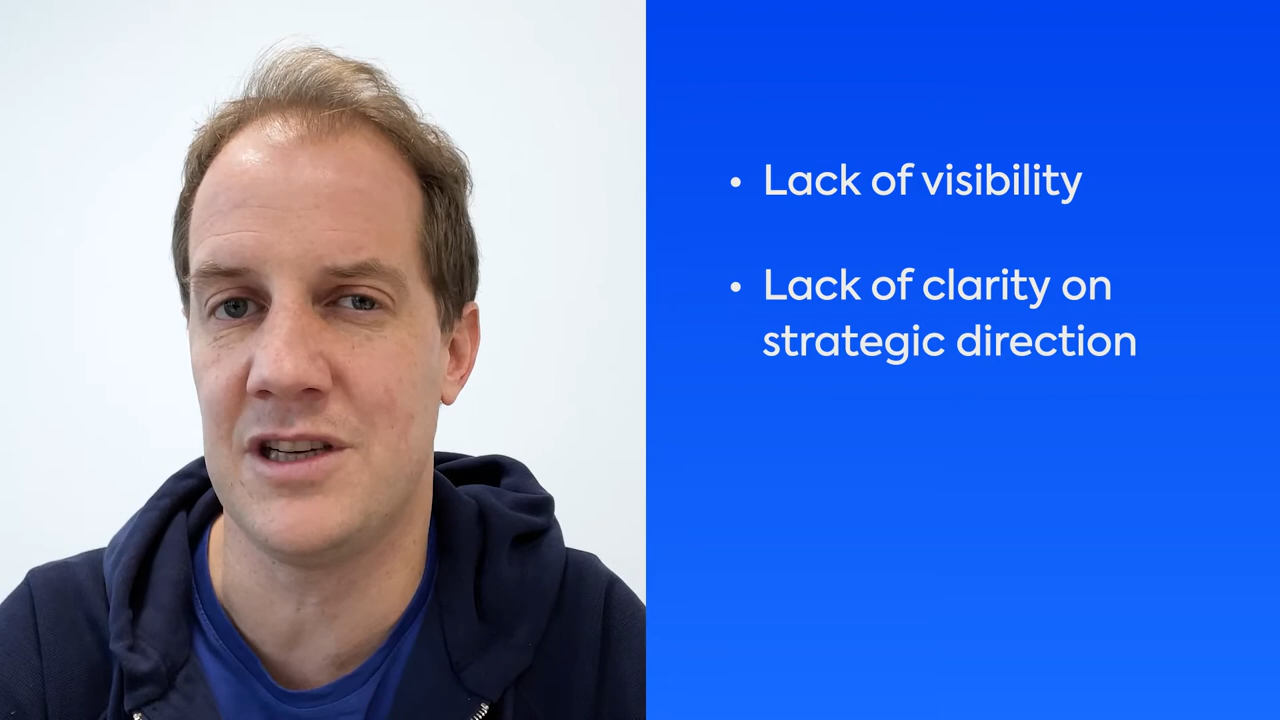 • Lack of visibility
• Lack of clarity on
strategic direction